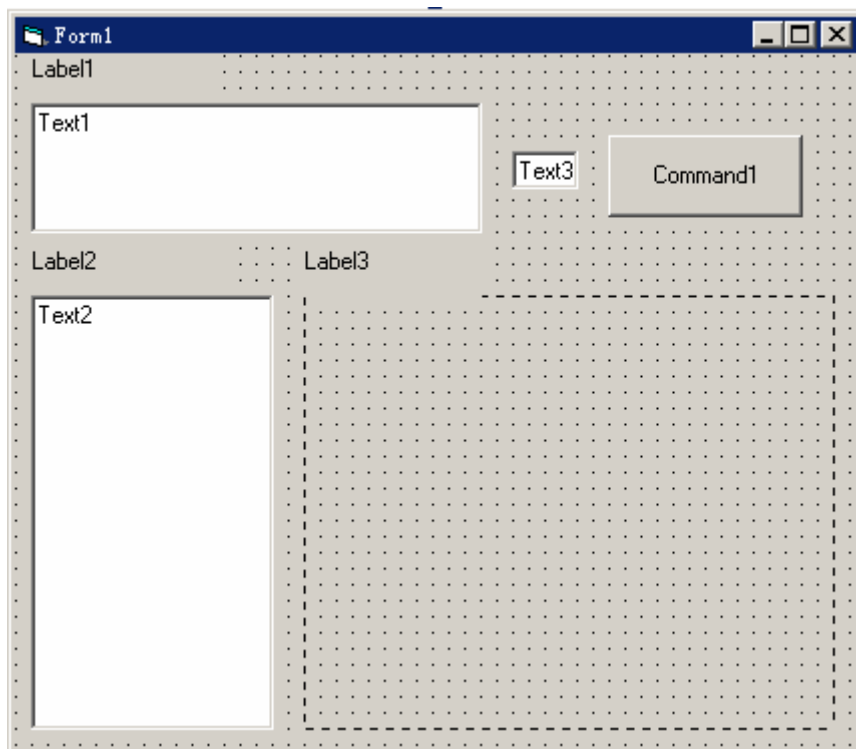 Form1
Label1
Text1
Text3
Command1
Label2
Label3
Text2